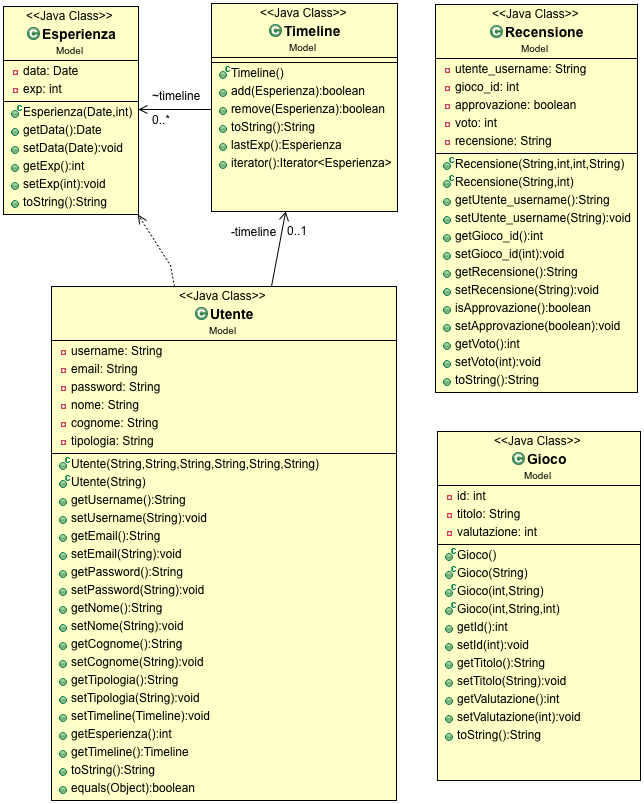 <<Java Class>>
Esperienza
Model
data: Date
exp: int
Esperienza(Date,int)
getData():Date
setData(Date):void
getExp():int
setExp(int):void
toString():String
<<Java Class>>
Timeline
Model
Timeline()
add(Esperienza):boolean
remove(Esperienza):boolean
toString():String
lastExp():Esperienza
iterator():Iterator<Esperienza>
~timeline
0..*
-timeline
0..1
<<Java Class>>
Recensione
Model
utente_username: String
gioco_id: int
approvazione: boolean
voto: int
recensione: String
Recensione(String,int,int,String)
Recensione(String,int)
getUtente_username():String
setUtente_username(String):void
getGioco_id():int
setGioco_id(int):void
getRecensione():String
setRecensione(String):void
isApprovazione():boolean
setApprovazione(boolean):void
getVoto():int
setVoto(int):void
toString():String
<<Java Class>>
Utente
Model
username: String
email: String
password: String
nome: String
cognome: String
tipologia: String
Utente(String,String,String,String,String,String)
Utente(String)
getUsername():String
setUsername(String):void
getEmail():String
setEmail(String):void
getPassword():String
setPassword(String):void
getNome():String
setNome(String):void
getCognome():String
setCognome(String):void
getTipologia():String
setTipologia(String):void
setTimeline(Timeline):void
getEsperienza():int
getTimeline():Timeline
toString():String
equals(Object):boolean
<<Java Class>>
Gioco
Model
id: int
titolo: String
valutazione: int
Gioco()
Gioco(String)
Gioco(int,String)
Gioco(int,String,int)
getId():int
setId(int):void
getTitolo():String
setTitolo(String):void
getValutazione():int
setValutazione(int):void
toString():String